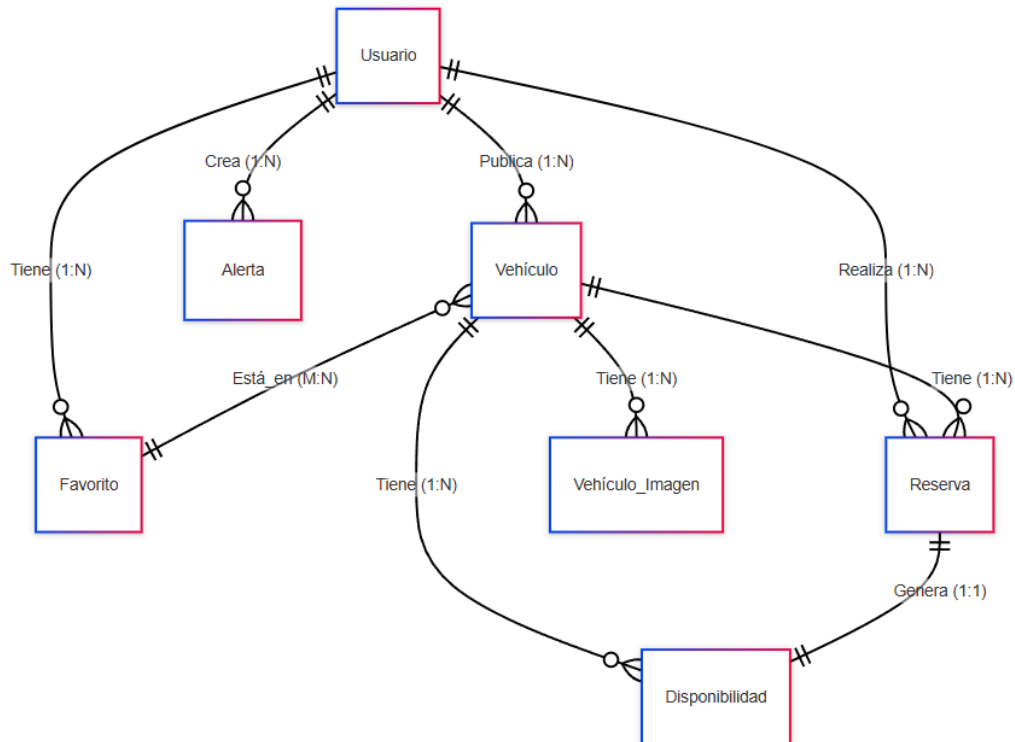 Usuario
Crea (1:N)
Publica (1:N)
Tiene (1:N)
Alerta
Vehículo
Realiza (1:N)
Está_en (M:N)
Tiene (1:N)
Tiene (1:N)
Favorito
Tiene (1:N)
Vehículo_Imagen
Reserva
Genera (1:1)
Disponibilidad